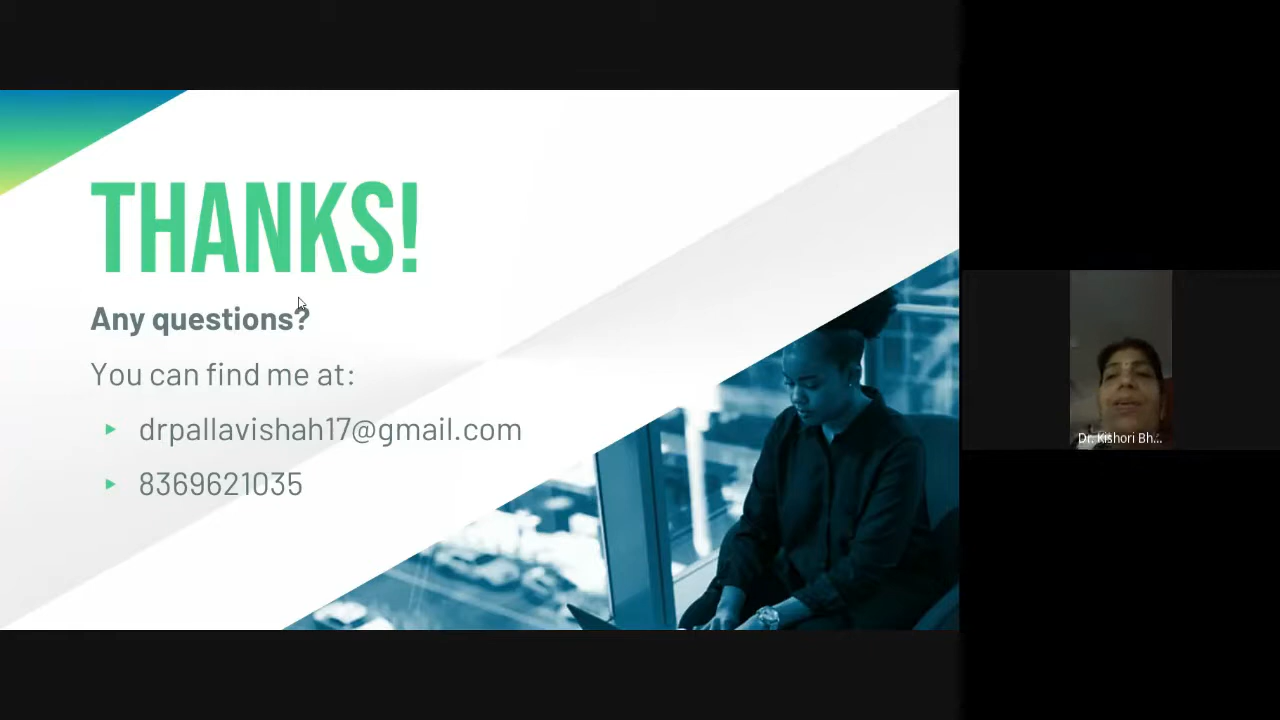 THANKS!
Any questions?
You can find me at:
drpallavishah17@gmail.com
8369621035
Dr. Kishori Bh...